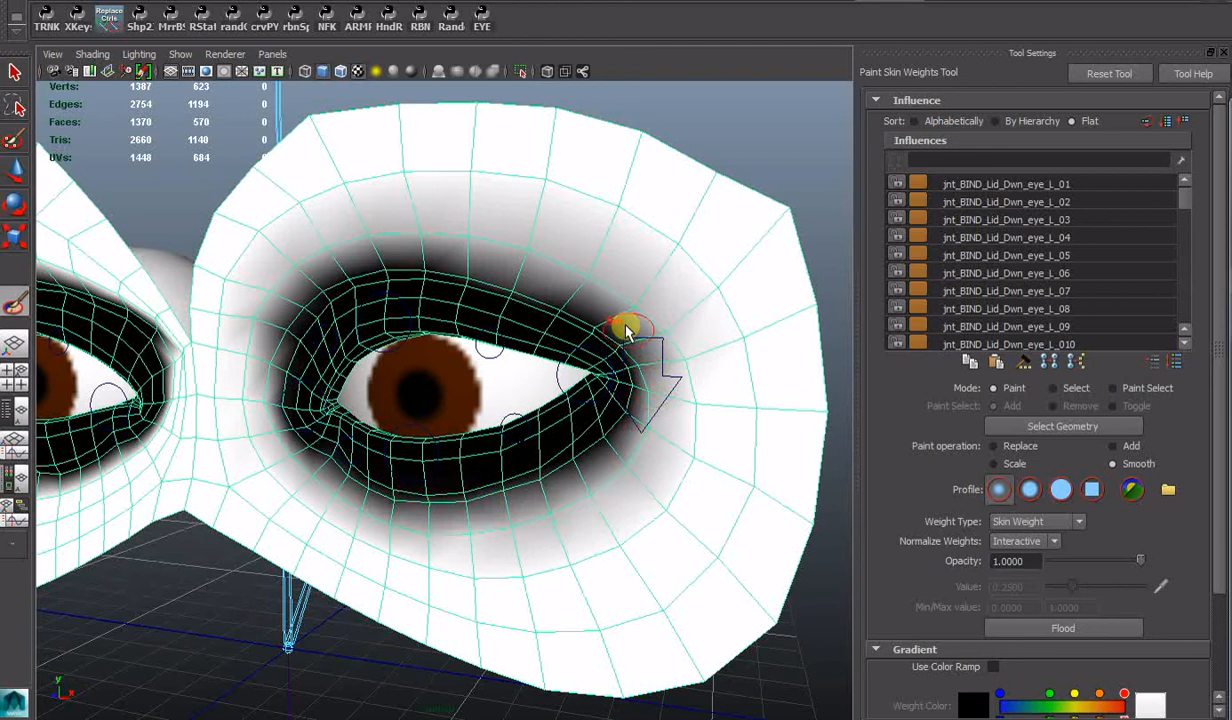 TRNK XKey: Replace Ctrls Shp2. MrrBS RStat randC crvPY rbnSp NFK ARMI HndR RBN Rand EYE
View Shading Lighting Show Renderer Panels
Verts: 1387 623 0
Edges: 2754 1194 0
Faces: 1370 570 0
Tris: 2660 1140 0
UVs: 1448 684 0
y
x
Tool Settings
Paint Skin Weights Tool Reset Tool Tool Help
Influence
Sort: Alphabetically By Hierarchy Flat
Influences
jnt_BIND_Lid_Dwn_eye_L_01
jnt_BIND_Lid_Dwn_eye_L_02
jnt_BIND_Lid_Dwn_eye_L_03
jnt_BIND_Lid_Dwn_eye_L_04
jnt_BIND_Lid_Dwn_eye_L_05
jnt_BIND_Lid_Dwn_eye_L_06
jnt_BIND_Lid_Dwn_eye_L_07
jnt_BIND_Lid_Dwn_eye_L_08
jnt_BIND_Lid_Dwn_eye_L_09
jnt_BIND_Lid_Dwn_eye_L_010
Mode: Paint Select Paint Select
Paint Select: Add Remove Toggle
Select Geometry
Paint operation: Replace Add
Scale Smooth
Profile:
Weight Type: Skin Weight
Normalize Weights: Interactive
Opacity: 1.0000
Value: 0.2500
Min/Max value: 0.0000 1.0000
Flood
Gradient
Use Color Ramp
Weight Color: